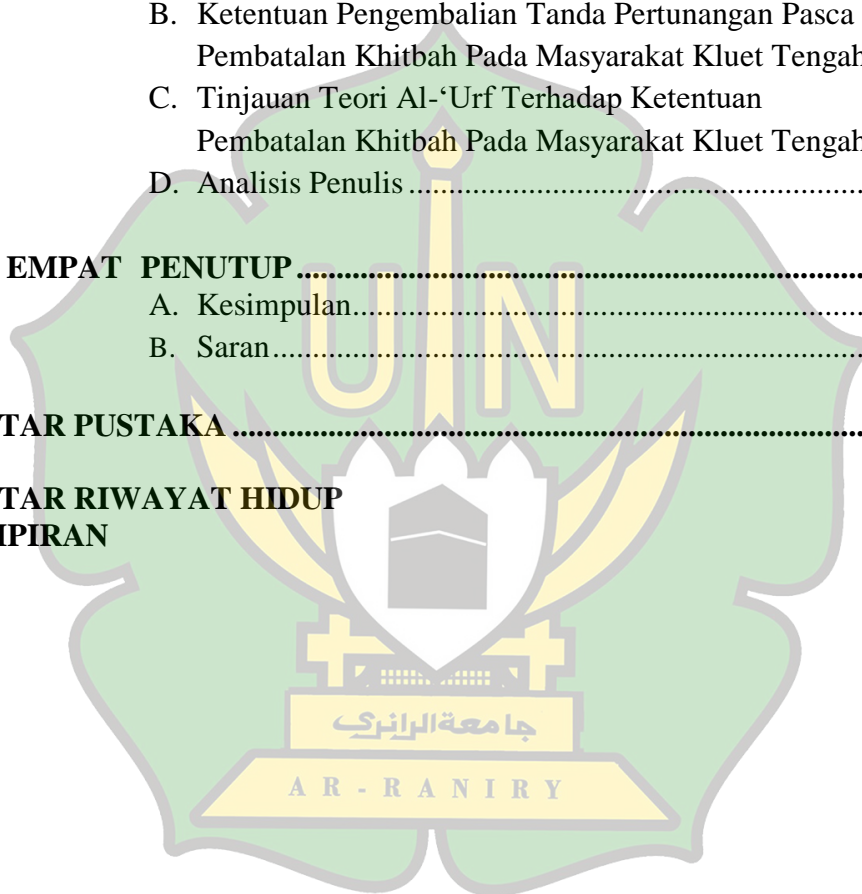 B. Ketentuan Pengembalian Tanda Pertunangan Pasca
Pembatalan Khitbah Pada Masyarakat Kluet Tengah
C. Tinjauan Teori Al-‘Urf Terhadap Ketentuan
Pembatalan Khitbah Pada Masyarakat Kluet Tengah
D. Analisis Penulis ...............................................................
EMPAT PENUTUP ...............................................................
A. Kesimpulan...............................................................
B. Saran...............................................................
TAR PUSTAKA ...............................................................
TAR RIWAYAT HIDUP
IPIRAN
UIN
جامعةالرانري
AR-RANIRY